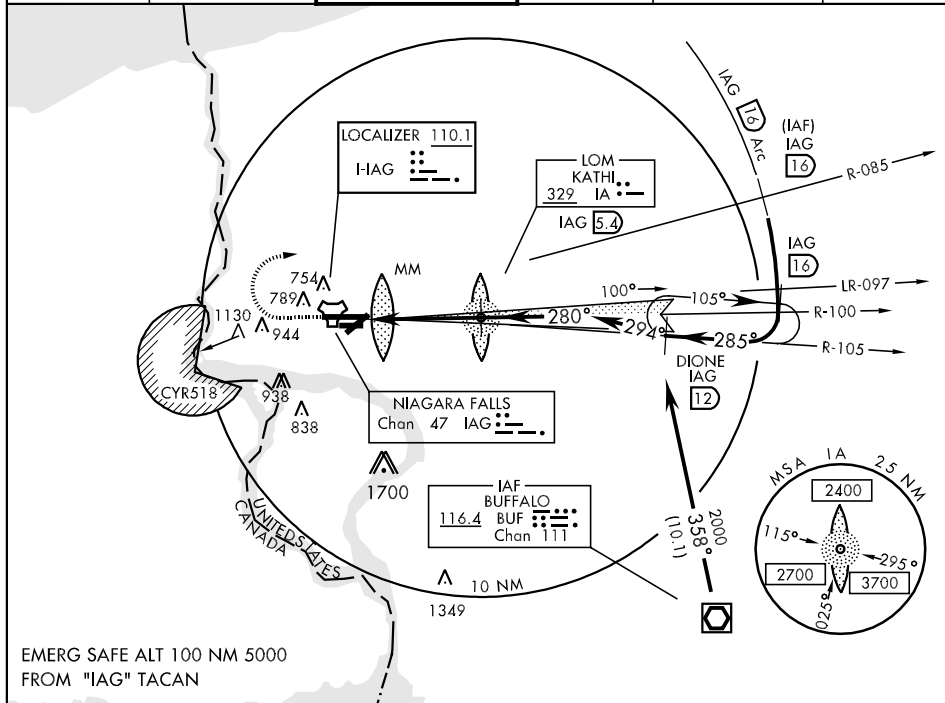 IAG 16 Arc
(IAF)
IAG
16
R-085
LOCALIZER 110.1
I-IAG
LOM
KATHI
329 IA
IAG 5.4
IAG
16
MM
754
789
1130
944
100°
105°
LR-097
R-100
280°
294°
285°
R-105
DIONE
IAG
12
CYR518
938
838
NIAGARA FALLS
Chan 47 IAG
1700
IAF
BUFFALO
116.4 BUF
Chan 111
2000
358°
(10.1)
UNITED STATES
CANADA
10 NM
1349
MSA IA 25 NM
2400
115°
295°
2700
3700
025°
EMERG SAFE ALT 100 NM 5000
FROM "IAG" TACAN